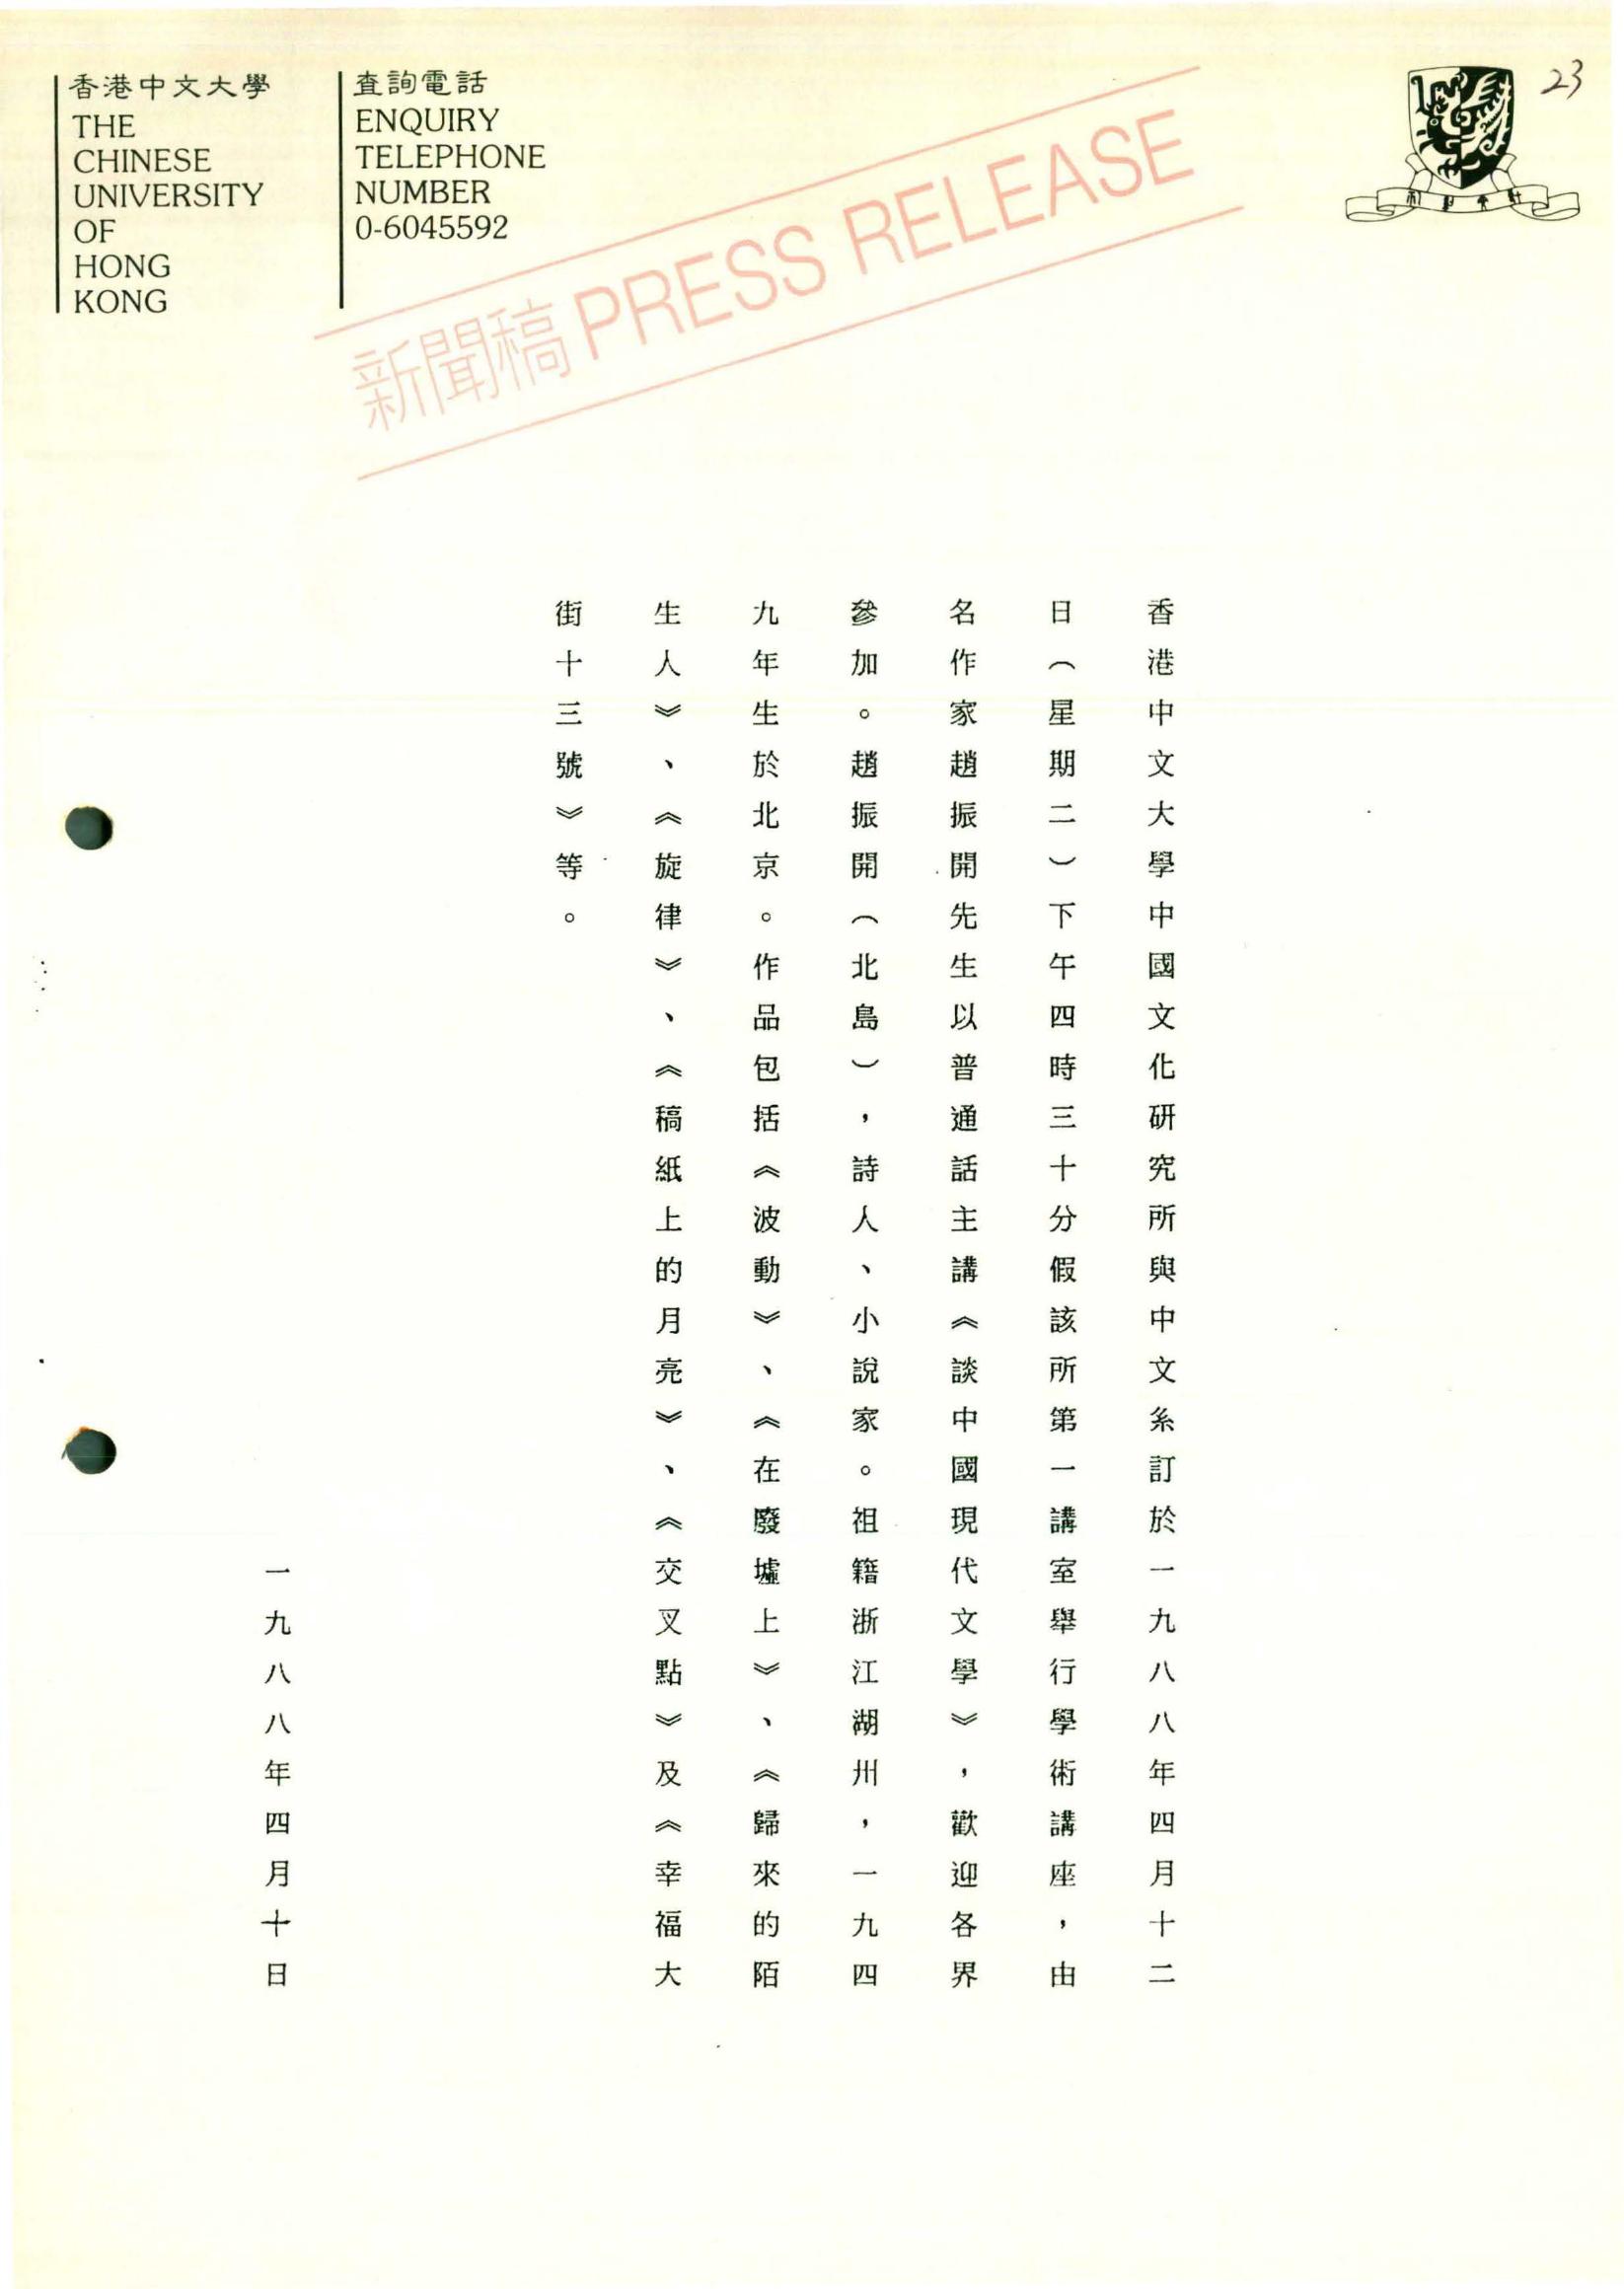 香港中文大學
THE
CHINESE
UNIVERSITY
OF
HONG
KONG
查詢電話
ENQUIRY
TELEPHONE
NUMBER
0-6045592
新聞稿 PRESS RELEASE
23
香港中文大學中國文化研究所與中文系訂於一九八八年四月十二
日（星期二）下午四時三十分假該所第一講室舉行學術講座，由
名作家趙振開先生以普通話主講《談中國現代文學》，歡迎各界
參加。趙振開（北島），詩人、小說家。祖籍浙江湖州，一九四
九年生於北京。作品包括《波動》、《在廢墟上》、《歸來的陌
生人》、《旋律》、《稿紙上的月亮》、《交叉點》及《幸福大
街十三號》等。
一九八八年四月十日